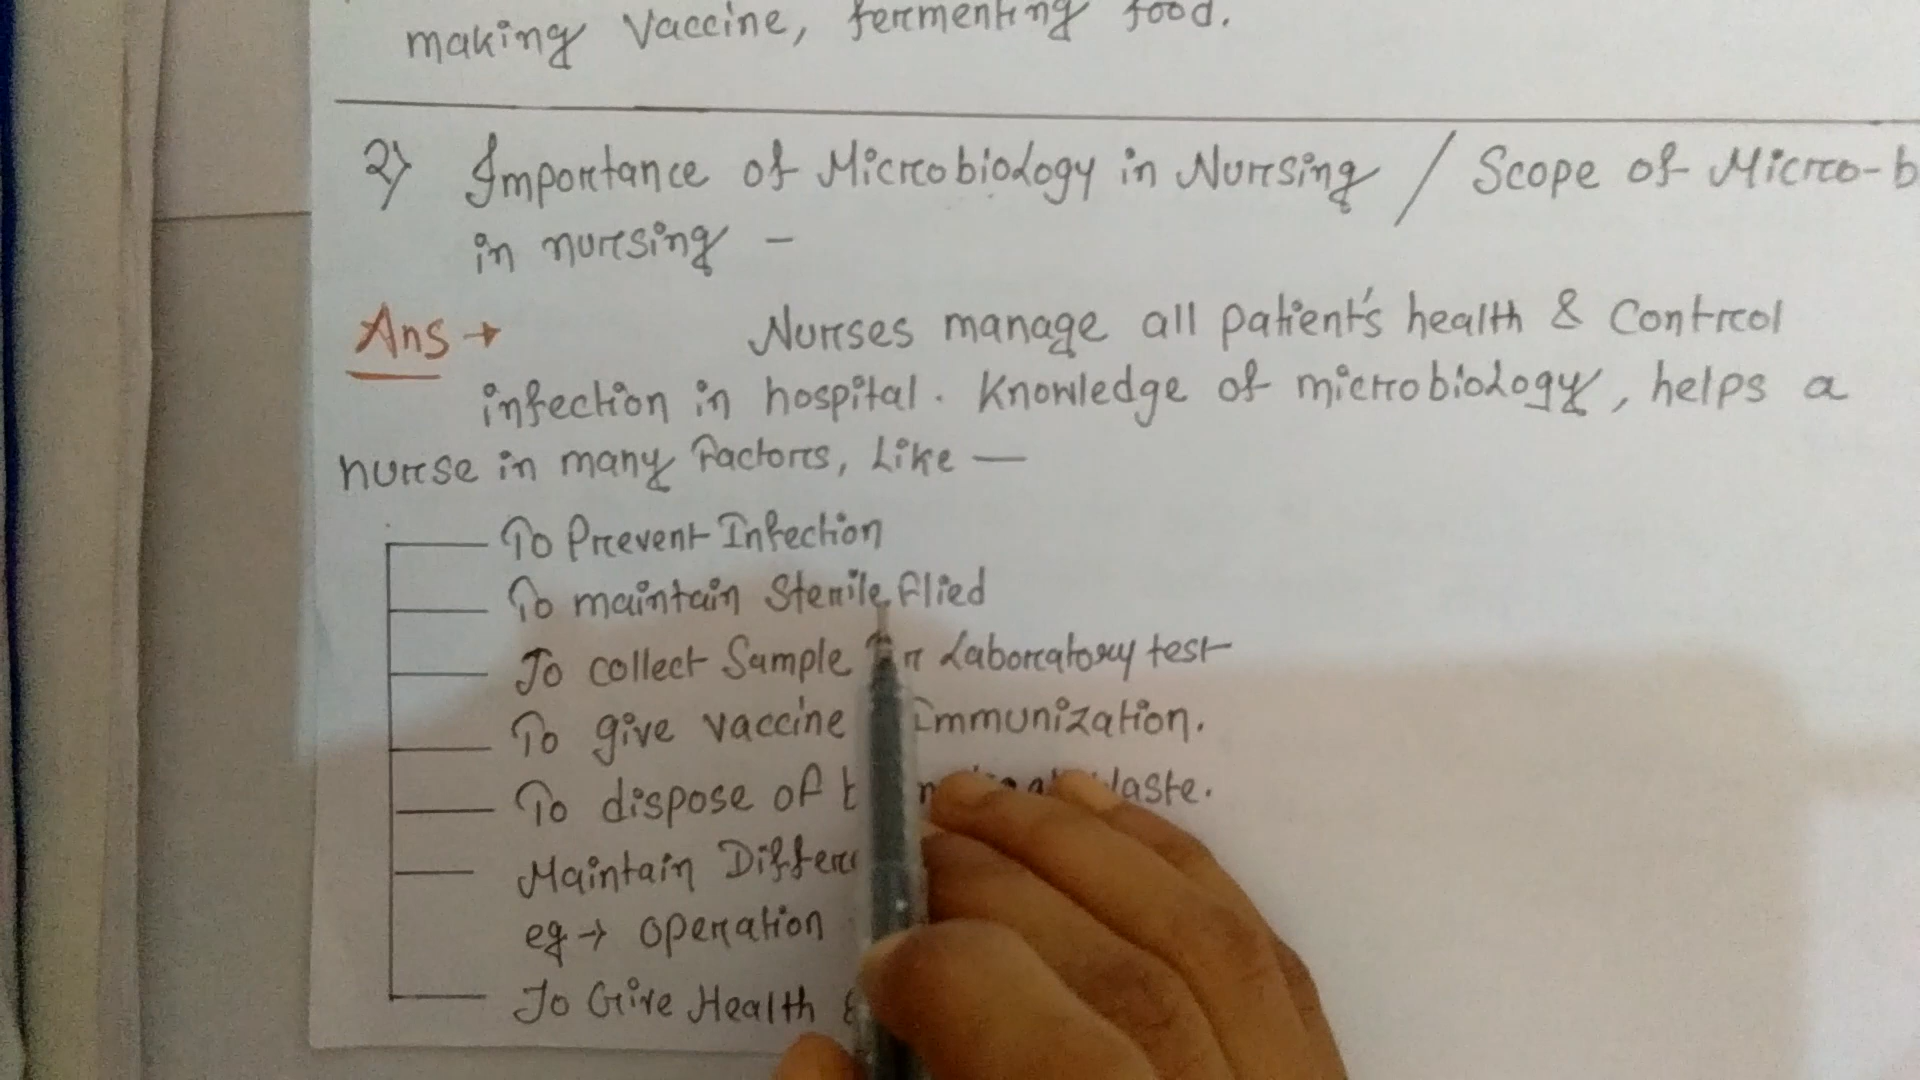 making Vaccine, fermenting food.
2) Importance of Microbiology in Nursing / Scope of Micro-b
in nursing —
Ans → Nurses manage all patient's health & Control
infection in hospital. Knowledge of microbiology, helps a
nurse in many Factors, Like —
To Prevent Infection
To maintain Sterile flied
To collect Sample Laboratory test
To give vaccine Immunization.
To dispose of Waste.
Maintain
eg → operation
To Give Health